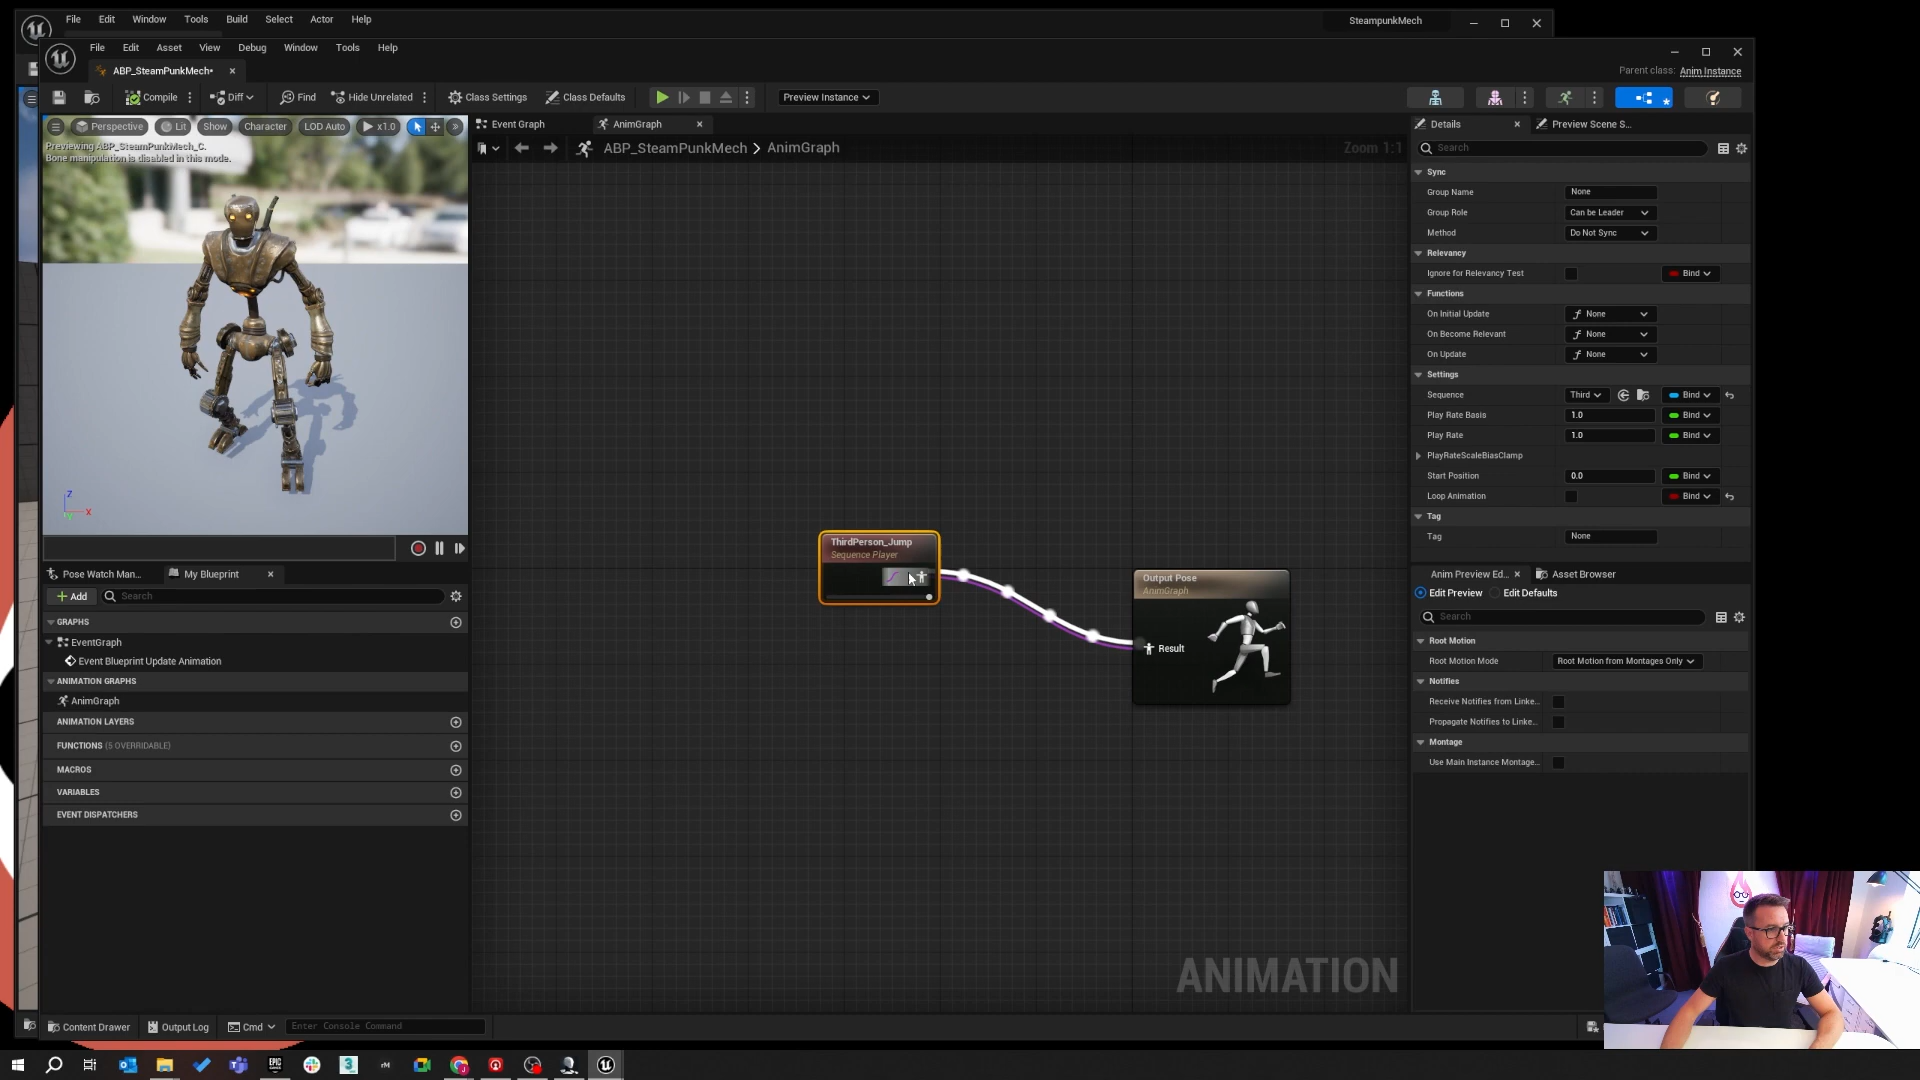 File Edit Window Tools Build Select Actor Help
SteampunkMech
File Edit Asset View Debug Window Tools Help
ABP_SteamPunkMech•
Parent class: Anim Instance
Compile
Diff
Find
Hide Unrelated
Class Settings
Class Defaults
Preview Instance
Perspective
Lit
Show
Character
LOD Auto
x1.0
Previewing ABP_SteamPunkMech_C.
Bone manipulation is disabled in this mode.
Z
X
Y
Event Graph
AnimGraph
ABP_SteamPunkMech > AnimGraph
Zoom 1:1
ThirdPerson_Jump
Sequence Player
Output Pose
AnimGraph
Result
ANIMATION
Pose Watch Man...
My Blueprint
Add
Search
GRAPHS
EventGraph
Event Blueprint Update Animation
ANIMATION GRAPHS
AnimGraph
ANIMATION LAYERS
FUNCTIONS (5 OVERRIDABLE)
MACROS
VARIABLES
EVENT DISPATCHERS
Details
Preview Scene S...
Search
Sync
Group Name None
Group Role Can be Leader
Method Do Not Sync
Relevancy
Ignore for Relevancy Test Bind
Functions
On Initial Update None
On Become Relevant None
On Update None
Settings
Sequence Third Bind
Play Rate Basis 1.0 Bind
Play Rate 1.0 Bind
PlayRateScaleBiasClamp
Start Position 0.0 Bind
Loop Animation Bind
Tag
Tag None
Anim Preview Ed...
Asset Browser
Edit Preview Edit Defaults
Search
Root Motion
Root Motion Mode Root Motion from Montages Only
Notifies
Receive Notifies from Linke...
Propagate Notifies to Linke...
Montage
Use Main Instance Montage...
Content Drawer
Output Log
Cmd
Enter Console Command
EPIC
GAMES
3
rM